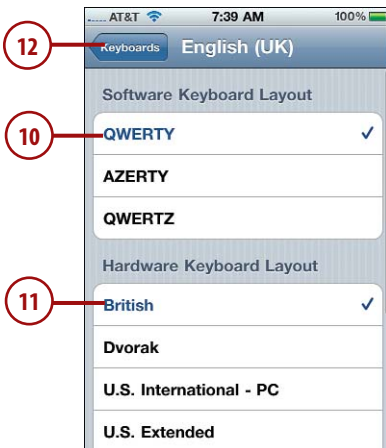 AT&T 7:39 AM 100%
12 Keyboards English (UK)
Software Keyboard Layout
10 QWERTY ✓
AZERTY
QWERTZ
Hardware Keyboard Layout
11 British ✓
Dvorak
U.S. International - PC
U.S. Extended